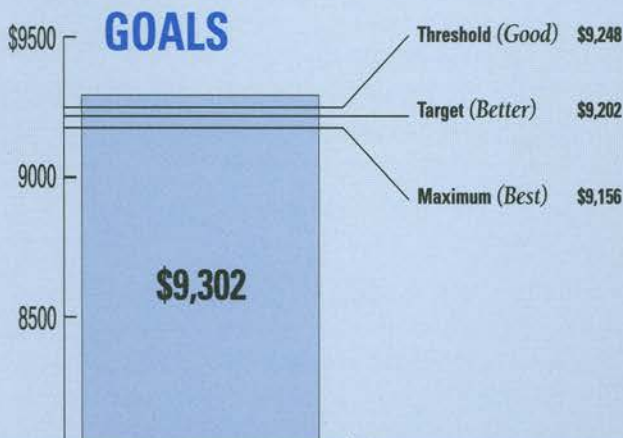 GOALS
$9500
9000
8500
Threshold (Good) $9,248
Target (Better) $9,202
Maximum (Best) $9,156
$9,302